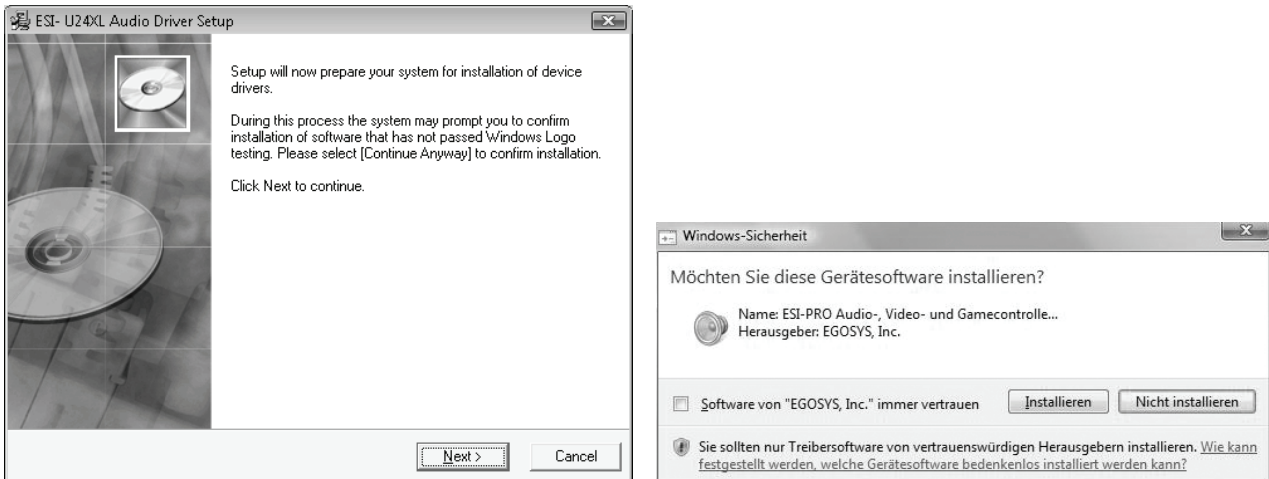 ESI- U24XL Audio Driver Setup
Setup will now prepare your system for installation of device
drivers.
During this process the system may prompt you to confirm
installation of software that has not passed Windows Logo
testing. Please select [Continue Anyway] to confirm installation.
Click Next to continue.
Next >
Cancel
Windows-Sicherheit
Möchten Sie diese Gerätesoftware installieren?
Name: ESI-PRO Audio-, Video- und Gamecontrolle...
Herausgeber: EGOSYS, Inc.
Software von "EGOSYS, Inc." immer vertrauen
Installieren
Nicht installieren
Sie sollten nur Treibersoftware von vertrauenswürdigen Herausgebern installieren. Wie kann
festgestellt werden, welche Gerätesoftware bedenkenlos installiert werden kann?